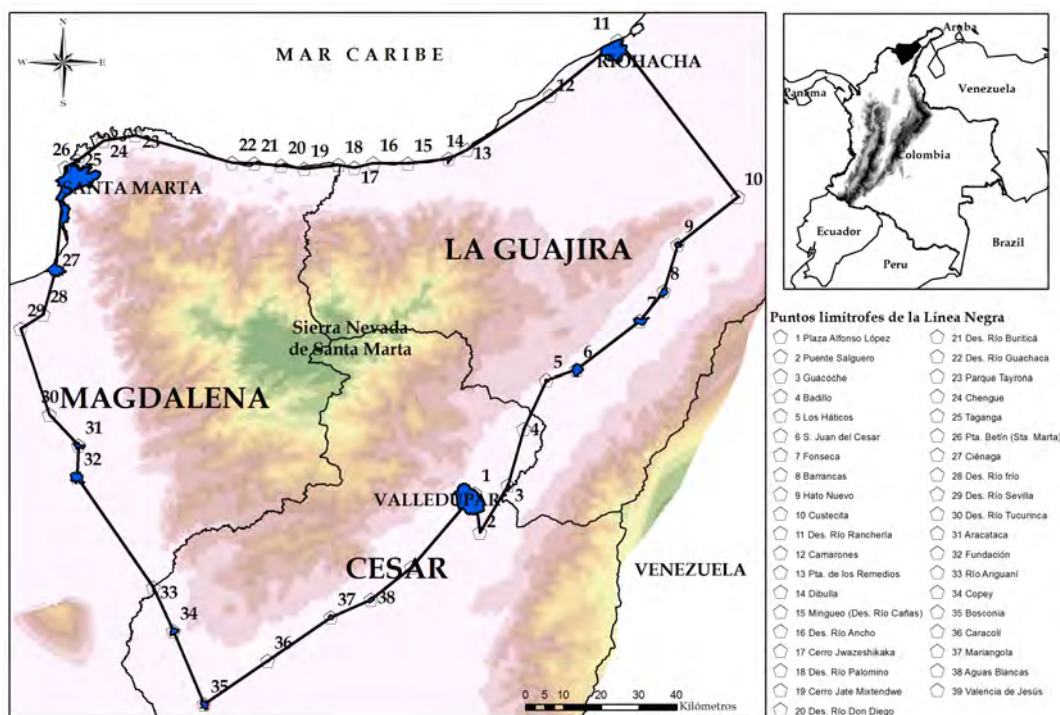 N
W
E
S
MAR CARIBE
11
RIOHACHA
12
26
25
24
23
22
21
20
19
18
17
16
15
14
13
SANTA MARTA
10
LA GUAJIRA
9
27
8
28
7
29
Sierra Nevada
de Santa Marta
5
6
MAGDALENA
30
4
31
32
1
VALLEDUPAR
3
2
CESAR
VENEZUELA
33
37
38
34
36
35
0 5 10 20 30 40
Kilómetros
Aruba
Panama
Venezuela
Colombia
Ecuador
Brazil
Peru
Puntos limítrofes de la Línea Negra
1 Plaza Alfonso López
2 Puente Salguero
3 Guacoche
4 Badillo
5 Los Háticos
6 S. Juan del Cesar
7 Fonseca
8 Barrancas
9 Hato Nuevo
10 Custecita
11 Des. Río Ranchería
12 Camarones
13 Pta. de los Remedios
14 Dibulla
15 Mingueo (Des. Río Cañas)
16 Des. Río Ancho
17 Cerro Jwazeshikaka
18 Des. Río Palomino
19 Cerro Jate Mixtendwe
20 Des. Río Don Diego
21 Des. Río Buriticá
22 Des. Río Guachaca
23 Parque Tayrona
24 Chengue
25 Taganga
26 Pta. Betín (Sta. Marta)
27 Ciénaga
28 Des. Río frío
29 Des. Río Sevilla
30 Des. Río Tucurinca
31 Aracataca
32 Fundación
33 Río Ariguaní
34 Copey
35 Bosconia
36 Caracolí
37 Mariangola
38 Aguas Blancas
39 Valencia de Jesús